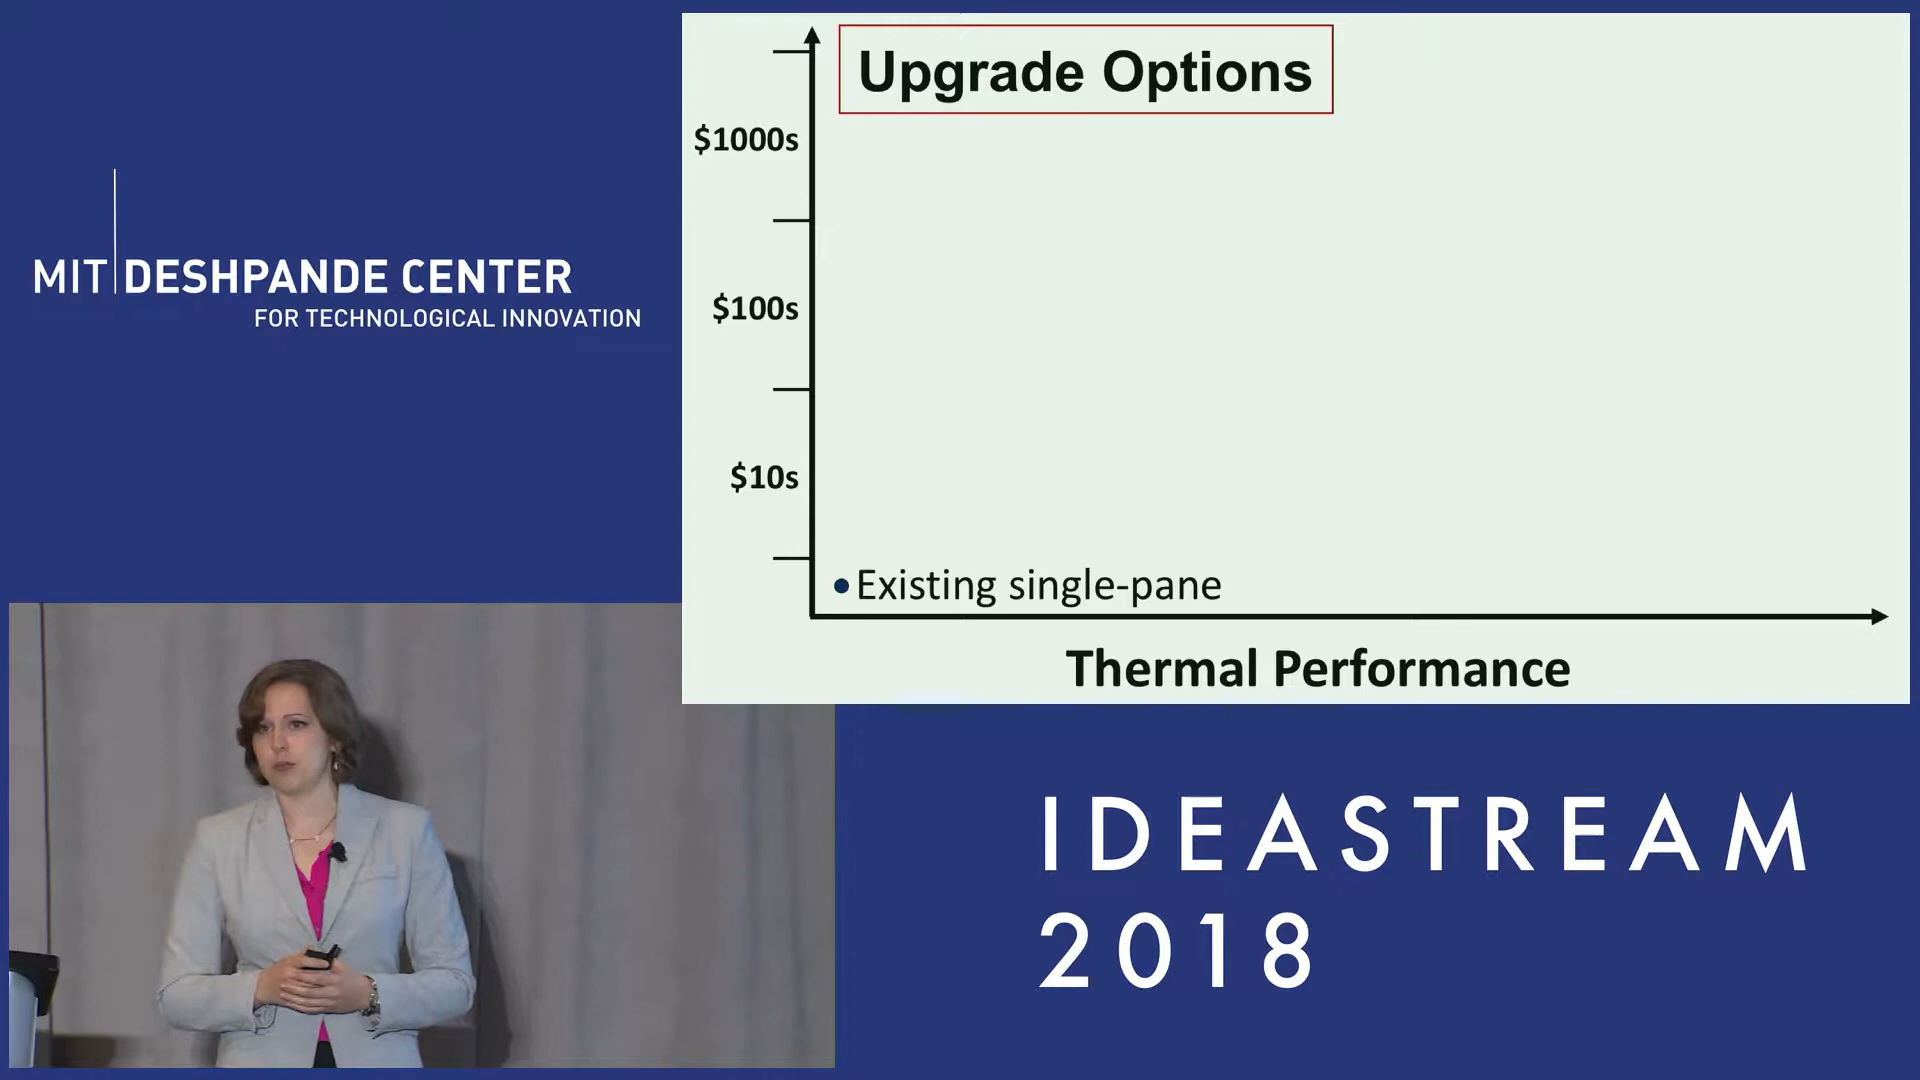 MIT DESHPANDE CENTER
FOR TECHNOLOGICAL INNOVATION
Upgrade Options
$1000s
$100s
$10s
•Existing single-pane
Thermal Performance
IDEASTREAM
2018